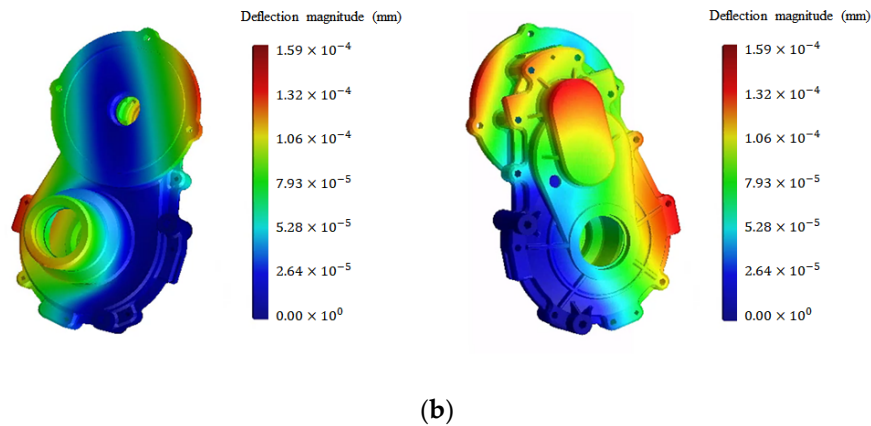 Deflection magnitude (mm)
1.59 × 10⁻⁴
1.32 × 10⁻⁴
1.06 × 10⁻⁴
7.93 × 10⁻⁵
5.28 × 10⁻⁵
2.64 × 10⁻⁵
0.00 × 10⁰
Deflection magnitude (mm)
1.59 × 10⁻⁴
1.32 × 10⁻⁴
1.06 × 10⁻⁴
7.93 × 10⁻⁵
5.28 × 10⁻⁵
2.64 × 10⁻⁵
0.00 × 10⁰
(b)